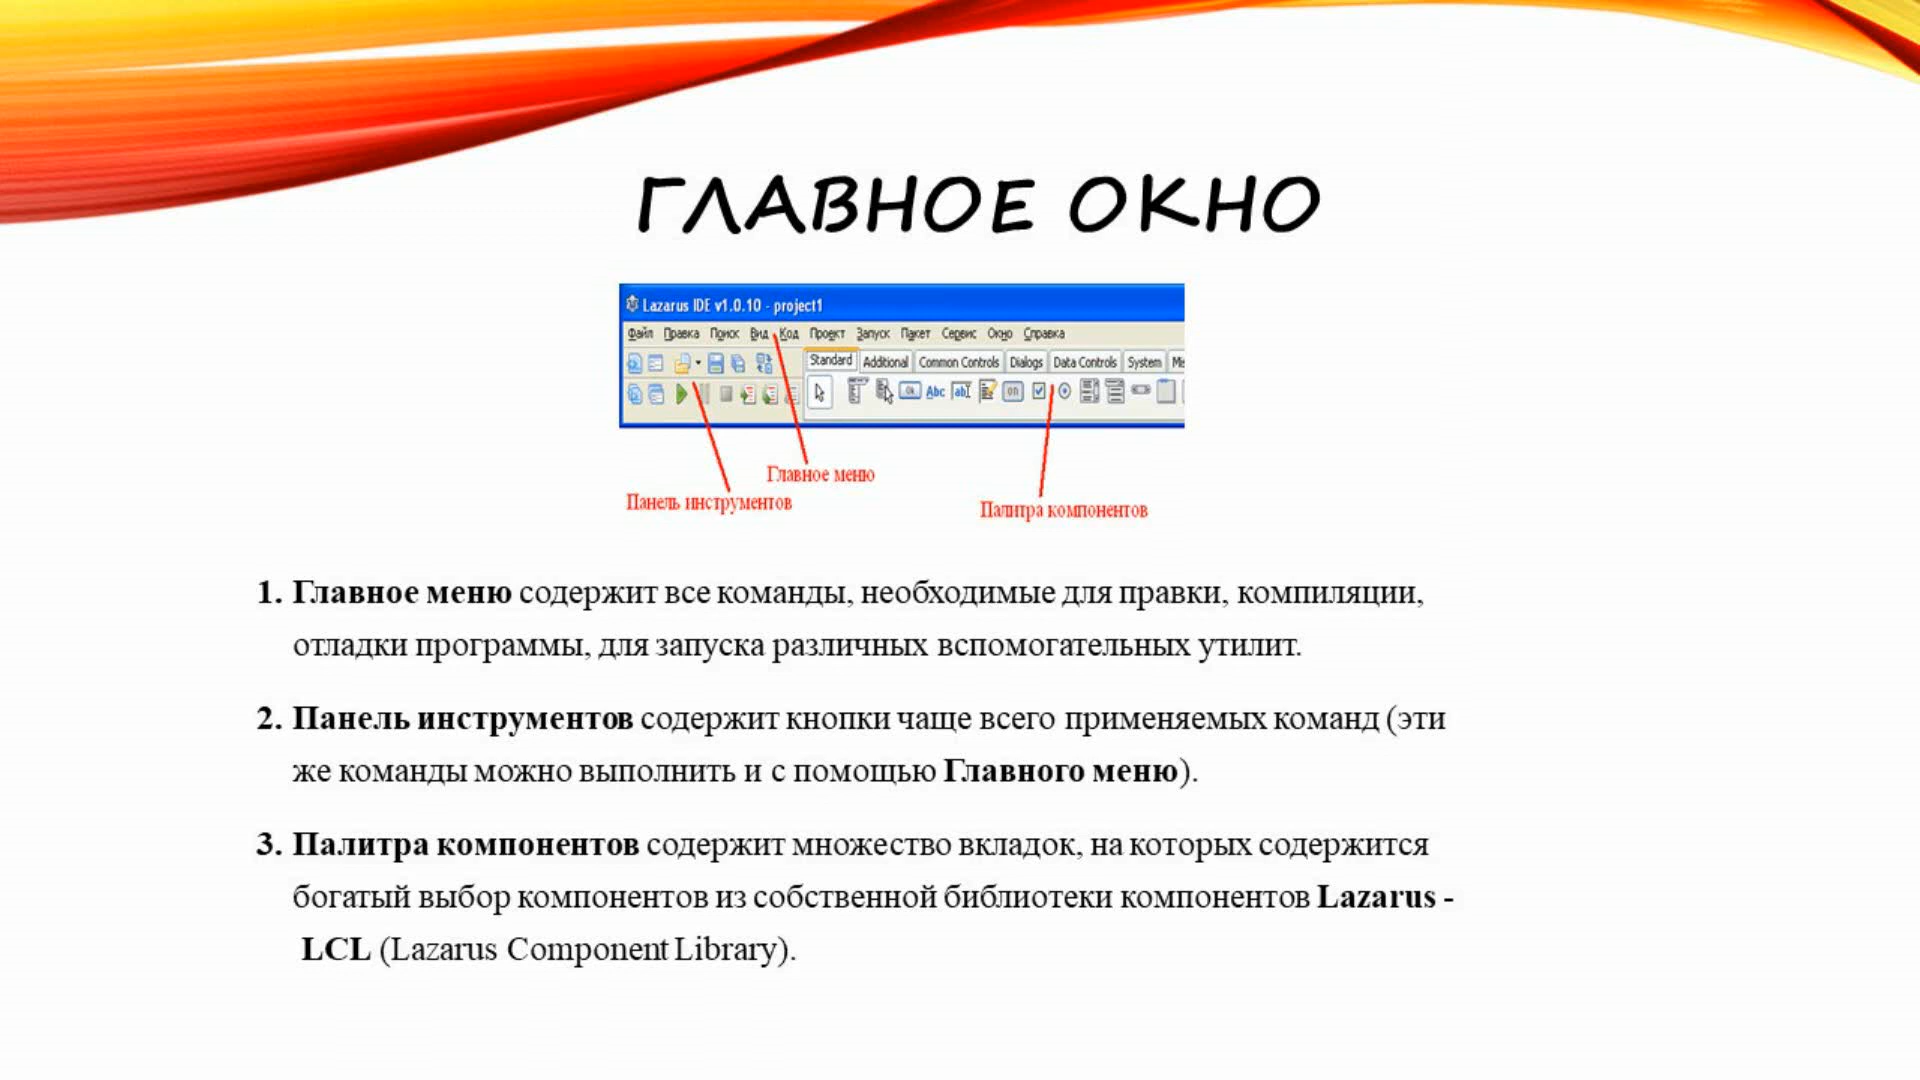 ГЛАВНОЕ ОКНО
Lazarus IDE v1.0.10 - project1
Файл Правка Поиск Вид Код Проект Запуск Пакет Сервис Окно Справка
Standard Additional Common Controls Dialogs Data Controls System
Ok Abc abI on
Главное меню
Панель инструментов
Палитра компонентов
1. Главное меню содержит все команды, необходимые для правки, компиляции,
отладки программы, для запуска различных вспомогательных утилит.
2. Панель инструментов содержит кнопки чаще всего применяемых команд (эти
же команды можно выполнить и с помощью Главного меню).
3. Палитра компонентов содержит множество вкладок, на которых содержится
богатый выбор компонентов из собственной библиотеки компонентов Lazarus -
LCL (Lazarus Component Library).